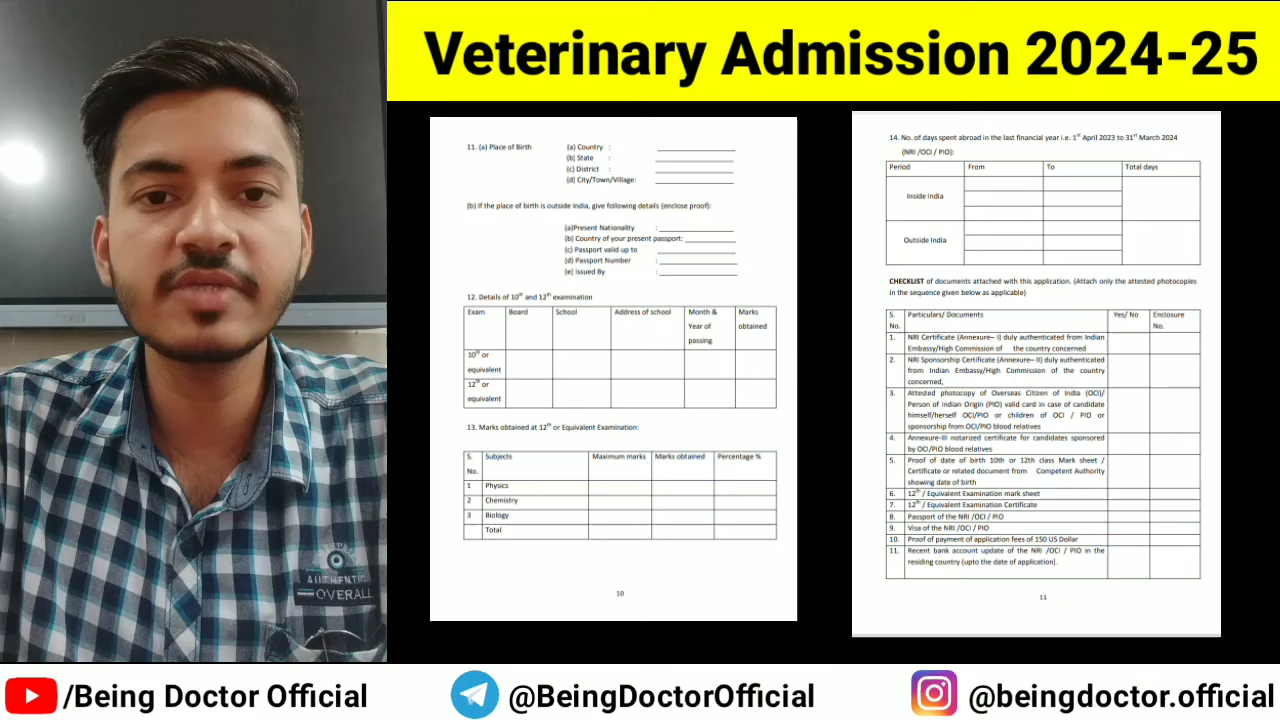 Veterinary Admission 2024-25
11. (a) Place of Birth
(a) Country :
(b) State :
(c) District :
(d) City/Town/Village:
(b) If the place of birth is outside India, give following details (enclose proof):
(a)Present Nationality :
(b) Country of your present passport:
(c) Passport valid up to
(d) Passport Number :
(e) Issued By :
12. Details of 10th and 12th examination
Exam Board School Address of school Month & Marks
Year of obtained
passing
10th or
equivalent
12th or
equivalent
13. Marks obtained at 12th or Equivalent Examination:
S. Subjects Maximum marks Marks obtained Percentage %
No.
1 Physics
2 Chemistry
3 Biology
Total
10
14. No. of days spent abroad in the last financial year i.e. 1st April 2023 to 31st March 2024
(NRI /OCI / PIO):
Period From To Total days
Inside India
Outside India
CHECKLIST of documents attached with this application. (Attach only the attested photocopies
in the sequence given below as applicable)
S. Particulars/ Documents Yes/ No Enclosure
No. No.
1. NRI Certificate (Annexure– I) duly authenticated from Indian
Embassy/High Commission of the country concerned
2. NRI Sponsorship Certificate (Annexure– II) duly authenticated
from Indian Embassy/High Commission of the country
concerned,
3. Attested photocopy of Overseas Citizen of India (OCI)/
Person of Indian Origin (PIO) valid card in case of candidate
himself/herself OCI/PIO or children of OCI / PIO or
sponsorship from OCI/PIO blood relatives
4. Annexure-III notarized certificate for candidates sponsored
by OCI/PIO blood relatives
5. Proof of date of birth 10th or 12th class Mark sheet /
Certificate or related document from Competent Authority
showing date of birth
6. 12th / Equivalent Examination mark sheet
7. 12th / Equivalent Examination Certificate
8. Passport of the NRI /OCI / PIO
9. Visa of the NRI /OCI / PIO
10. Proof of payment of application fees of 150 US Dollar
11. Recent bank account update of the NRI /OCI / PIO in the
residing country (upto the date of application).
11
AUTHENTIC
OVERALL
/Being Doctor Official
@BeingDoctorOfficial
@beingdoctor.official